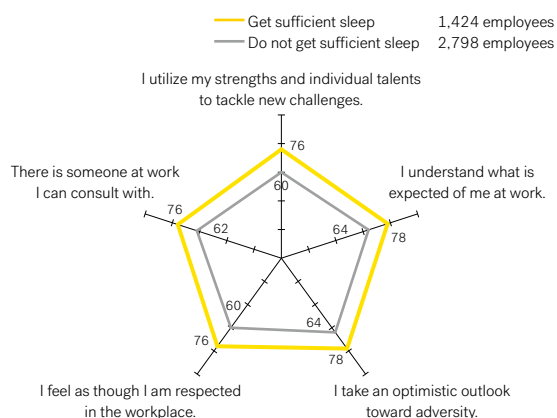 Get sufficient sleep 1,424 employees
Do not get sufficient sleep 2,798 employees
I utilize my strengths and individual talents
to tackle new challenges.
76
60
There is someone at work
I can consult with.
76
62
I understand what is
expected of me at work.
64
78
60
76
64
78
I feel as though I am respected
in the workplace.
I take an optimistic outlook
toward adversity.